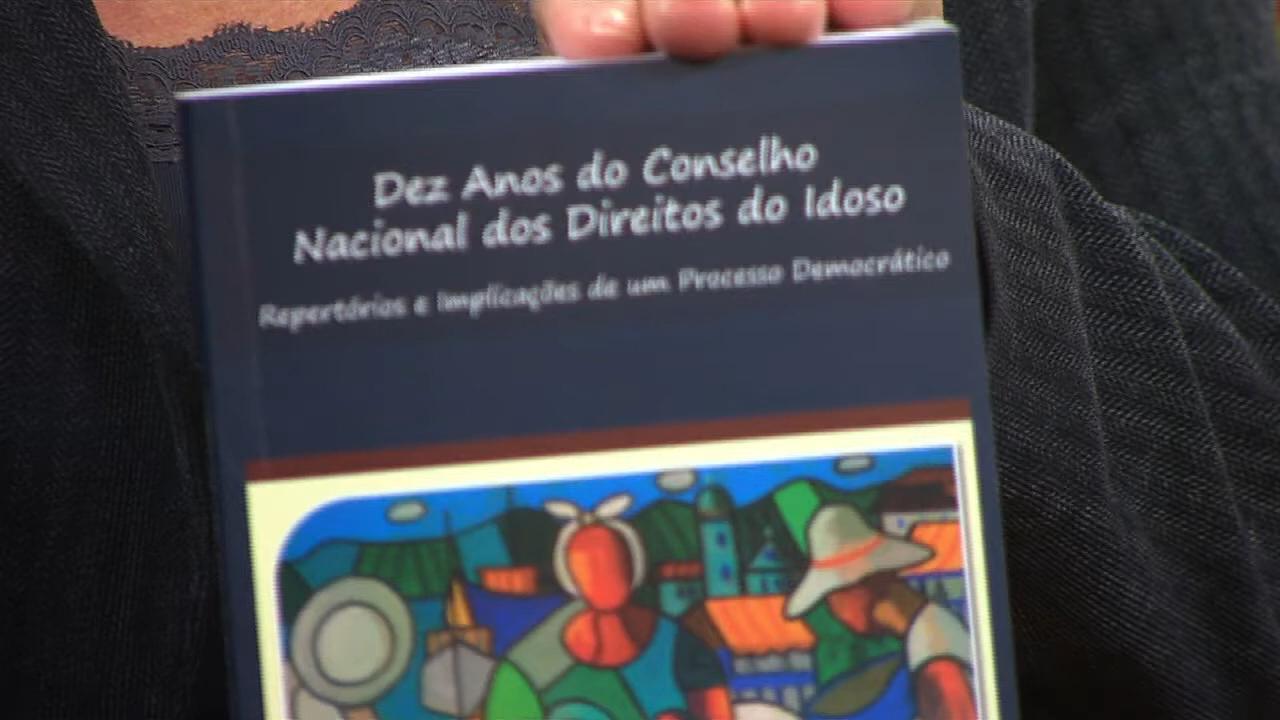 Dez Anos do Conselho
Nacional dos Direitos do Idoso
Repertórios e Implicações de um Processo Democrático